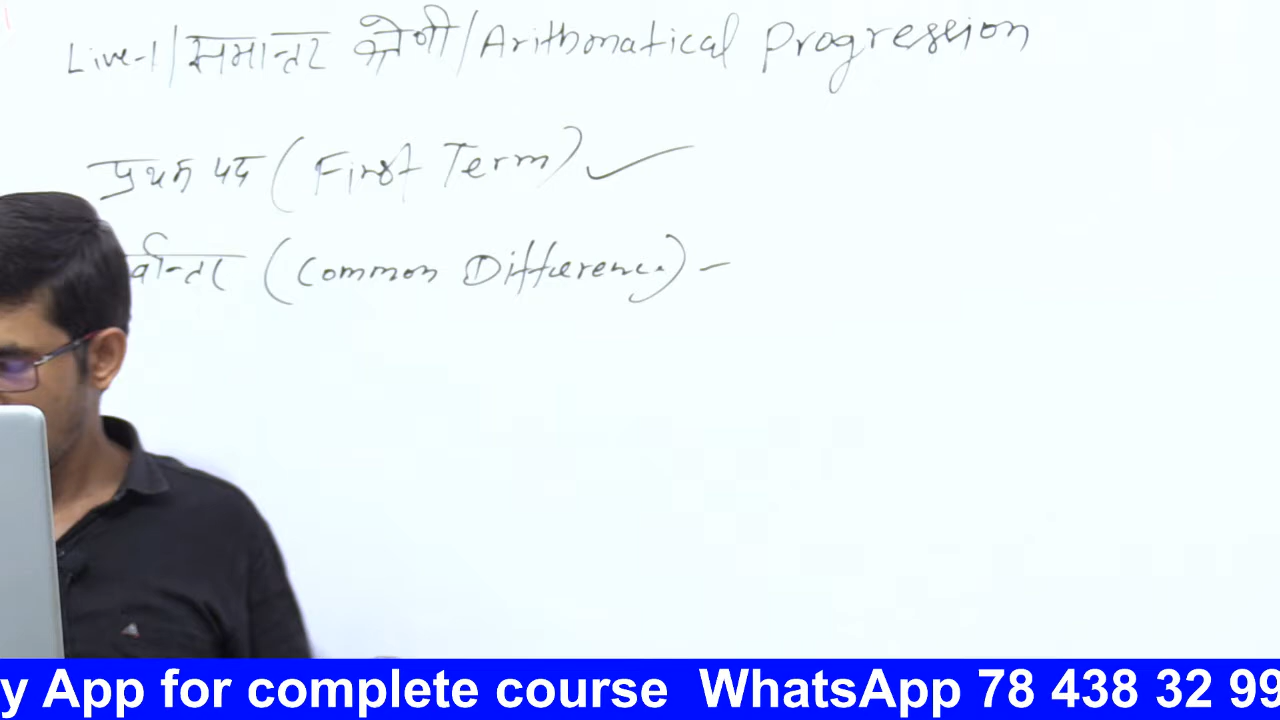 Live-1/समान्तर श्रेणी/Arithmatical Progression
प्रथम पद (First Term) ✓
र्वान्तर (Common Difference) –
y App for complete course WhatsApp 78 438 32 99